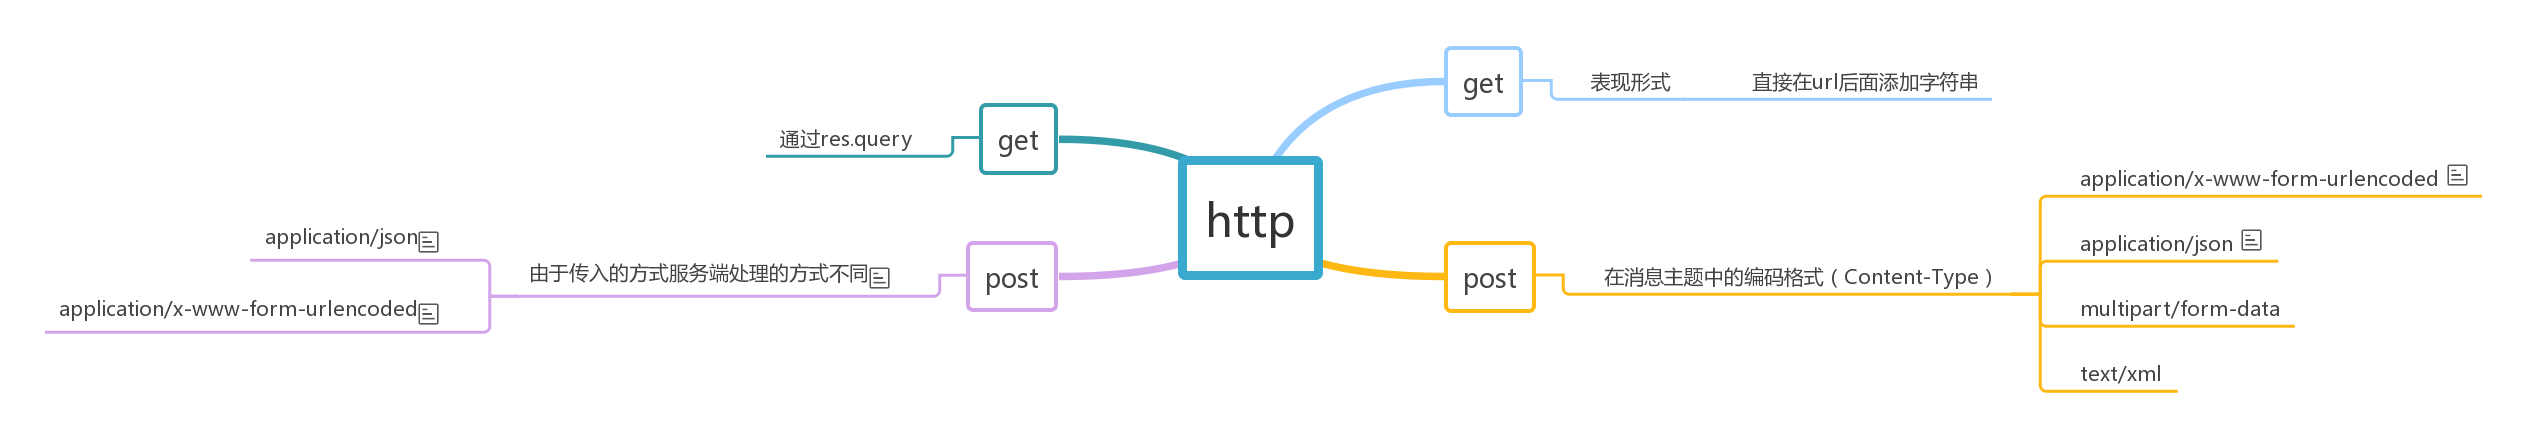 http
get
表现形式
直接在url后面添加字符串
post
在消息主题中的编码格式（Content-Type）
application/x-www-form-urlencoded
application/json
multipart/form-data
text/xml
get
通过res.query
post
由于传入的方式服务端处理的方式不同
application/json
application/x-www-form-urlencoded